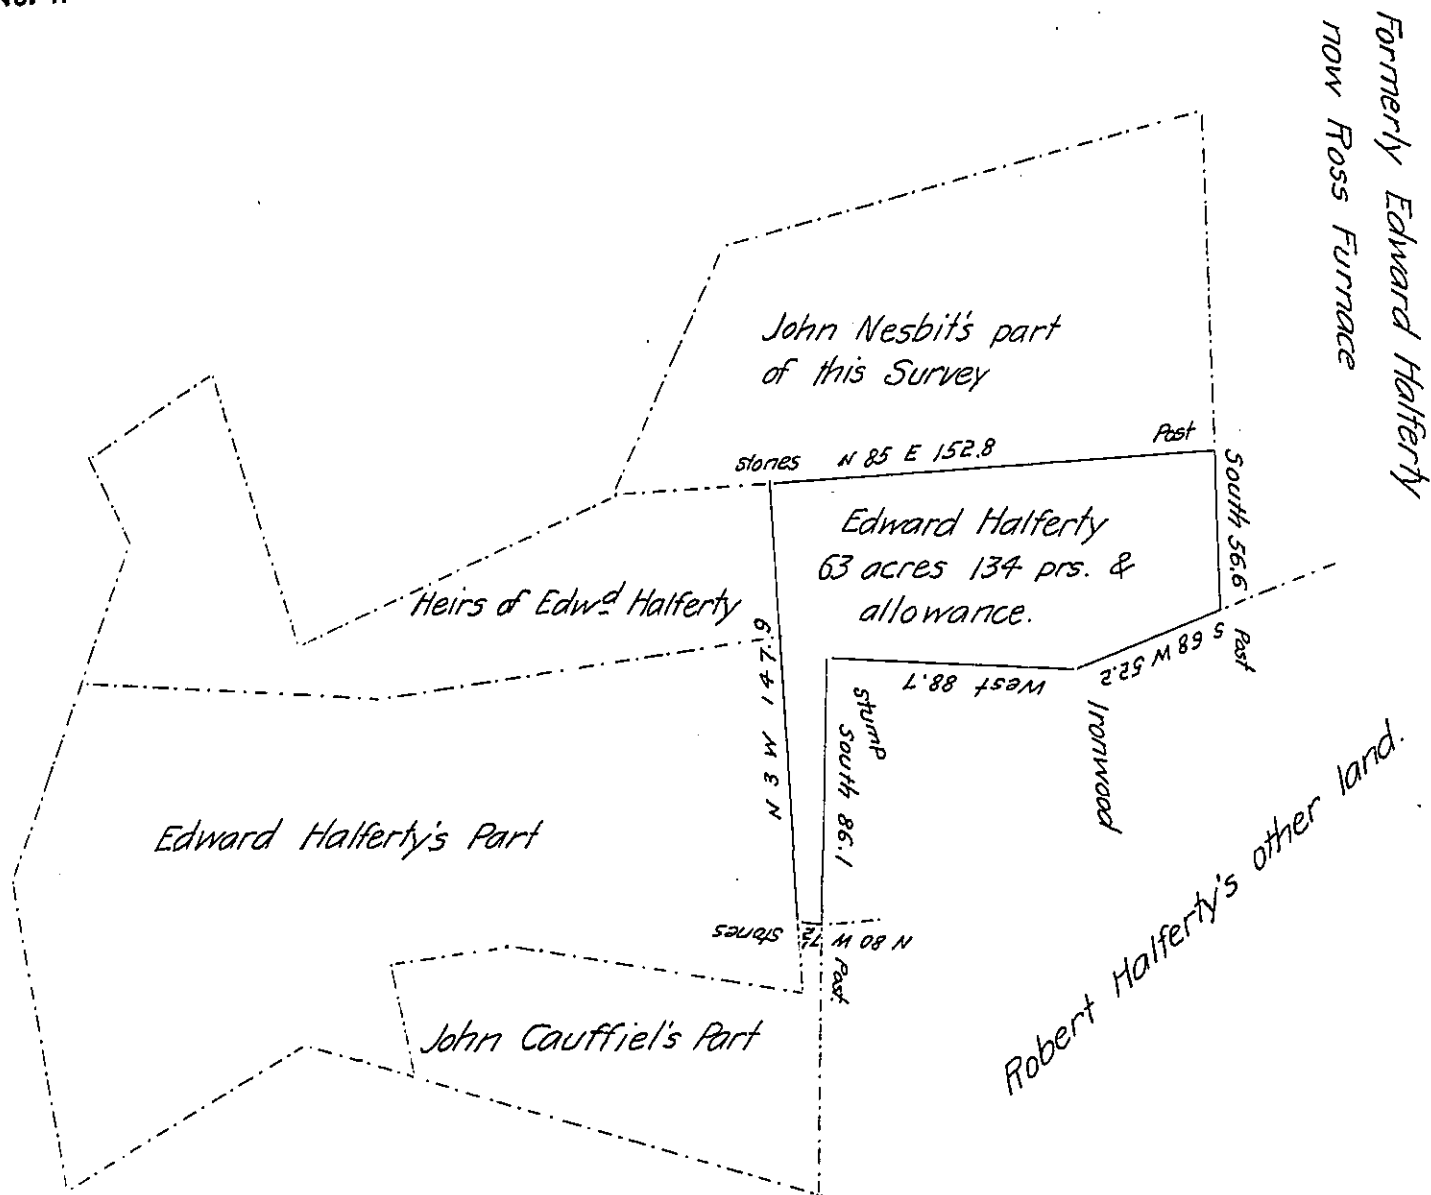 Formerly Edward Halferty
now Ross Furnace
John Nesbit's part
of this Survey
stones N 85 E 152.8 Post
South 56.6
Edward Halferty
63 acres 134 prs. &
allowance.
Post
S 68 W 52.2
Ironwood
West 88.7
stump
South 86.1
Post
N 80 W 7½
stones
N 3 W 147.6
Heirs of Edwd Halferty
Edward Halferty's Part
John Cauffiel's Part
Robert Halferty's other land.